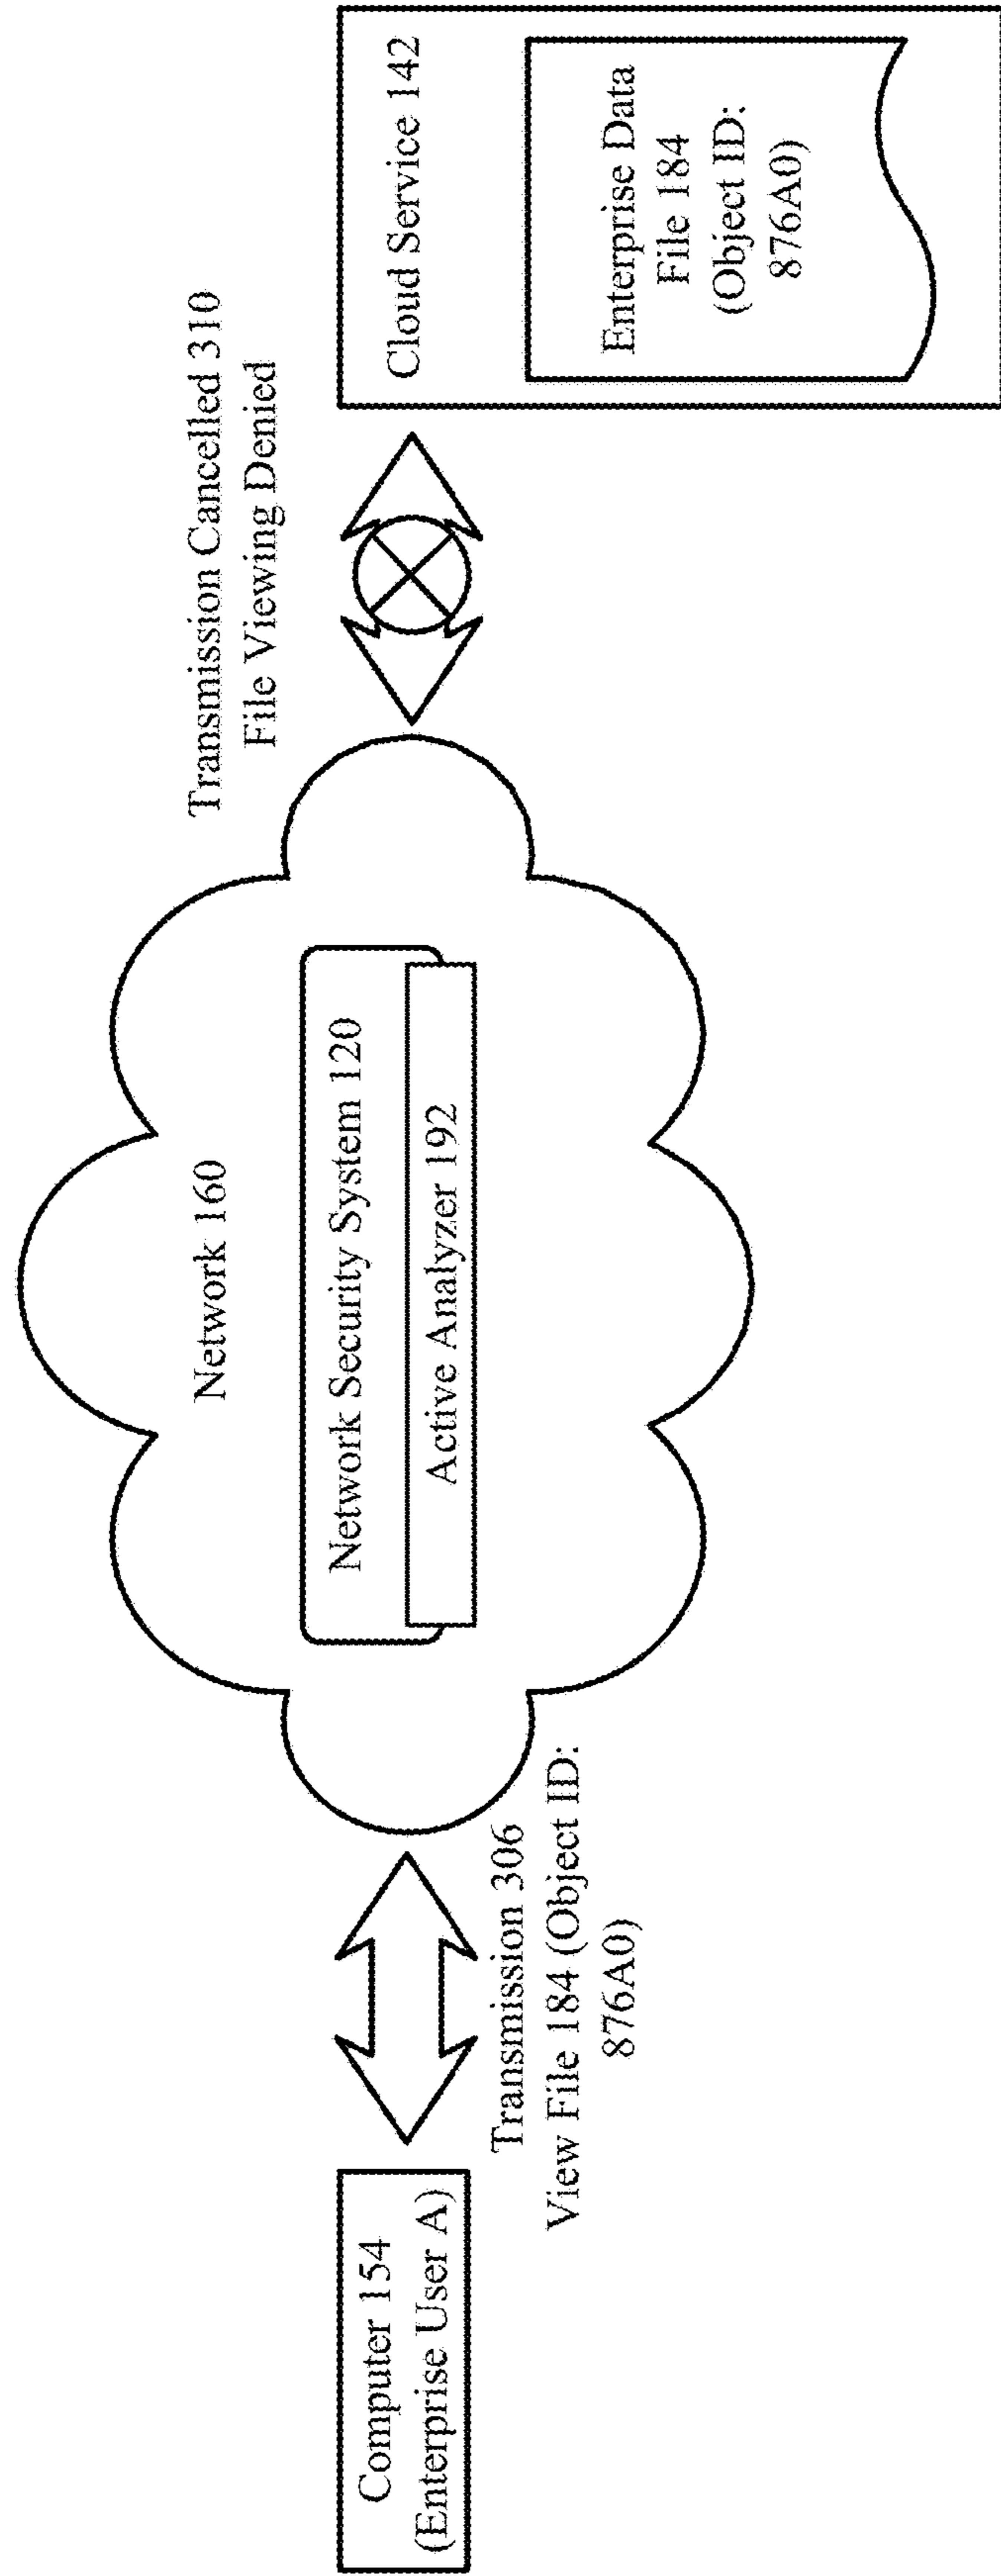 Computer 154
(Enterprise User A)
Transmission 306
View File 184 (Object ID:
876A0)
Network 160
Network Security System 120
Active Analyzer 192
Transmission Cancelled 310
File Viewing Denied
Cloud Service 142
Enterprise Data
File 184
(Object ID:
876A0)